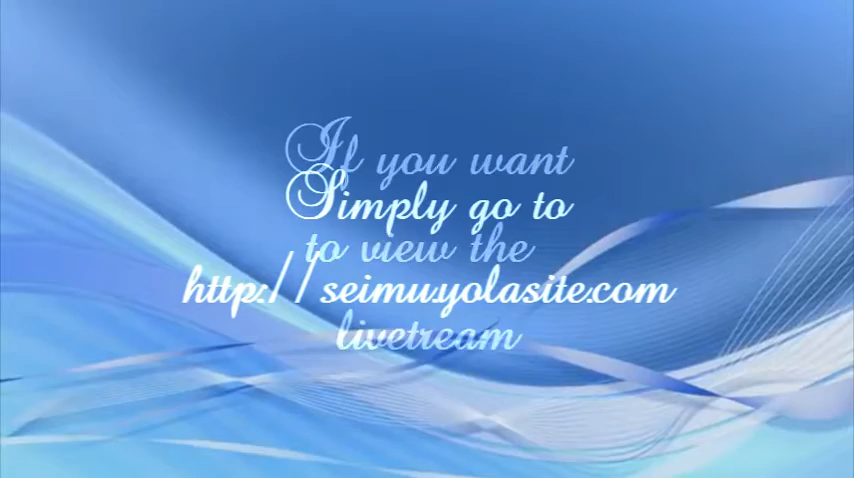 If you want
Simply go to
to view the
http://seimu.yolasite.com
livetream